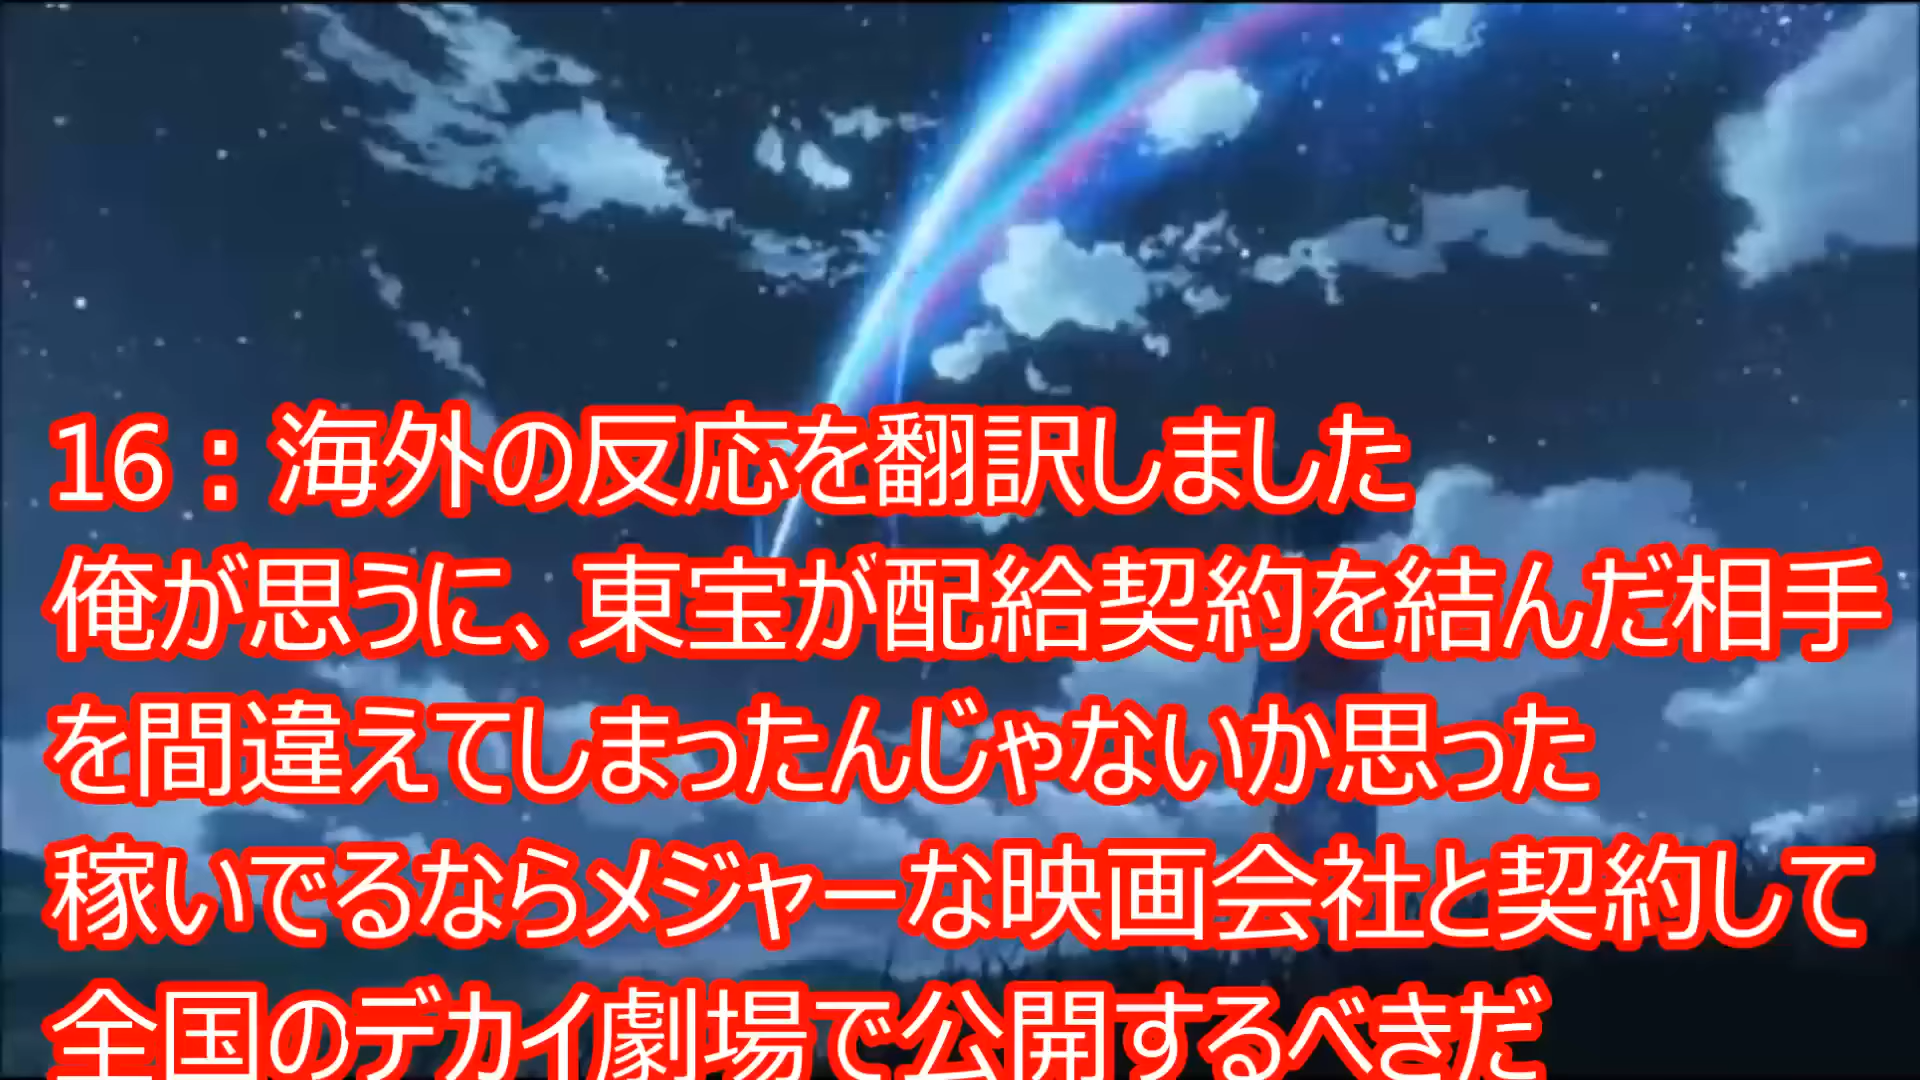 16：海外の反応を翻訳しました
俺が思うに、東宝が配給契約を結んだ相手
を間違えてしまったんじゃないか思った
稼いでるならメジャーな映画会社と契約して
全国のデカイ劇場で公開するべきだ